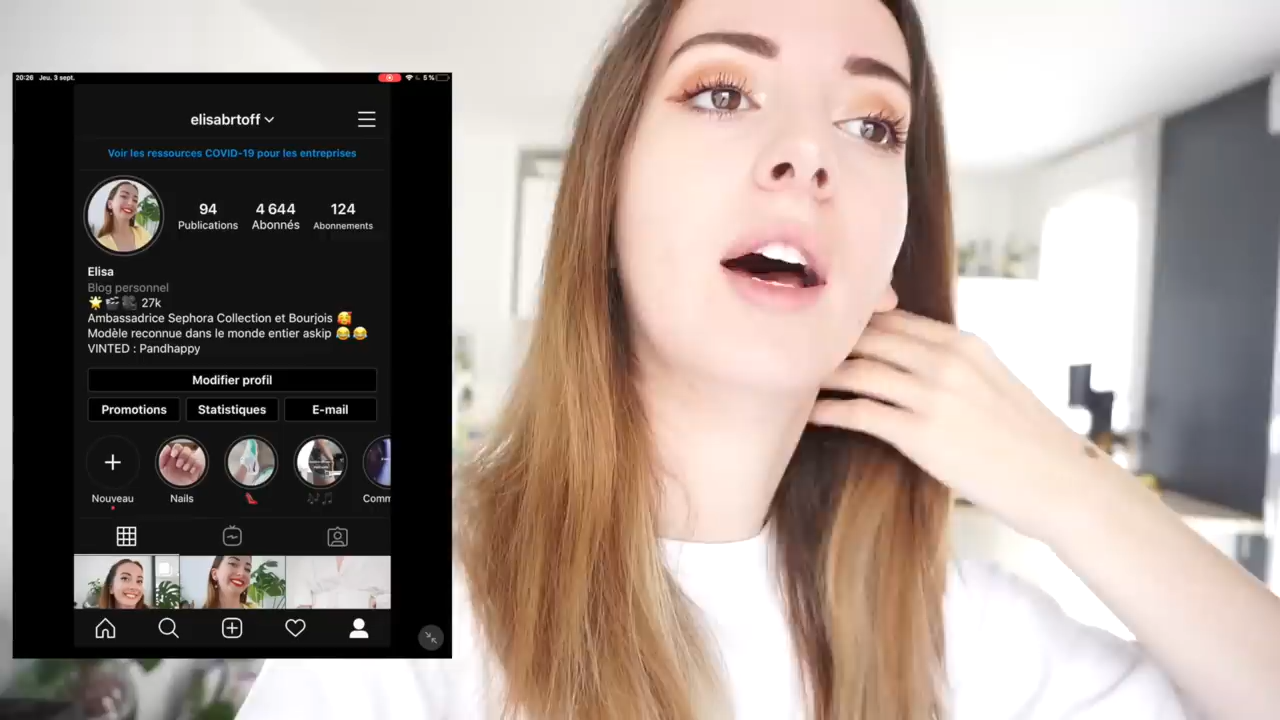 20:26 Jeu. 3 sept.
5 %
elisabrtoff
Voir les ressources COVID-19 pour les entreprises
94
Publications
4 644
Abonnés
124
Abonnements
Elisa
Blog personnel
🌟🎬🎥 27k
Ambassadrice Sephora Collection et Bourjois 🥰
Modèle reconnue dans le monde entier askip 😂😂
VINTED : Pandhappy
Modifier profil
Promotions
Statistiques
E-mail
Nouveau
Nails
👠
🎶🎵
Comm